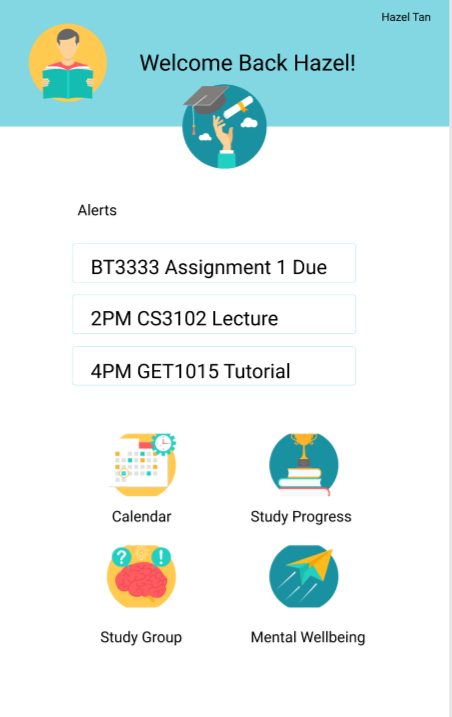 Hazel Tan
Welcome Back Hazel!
Alerts
BT3333 Assignment 1 Due
2PM CS3102 Lecture
4PM GET1015 Tutorial
Calendar
Study Progress
? !
Study Group
Mental Wellbeing